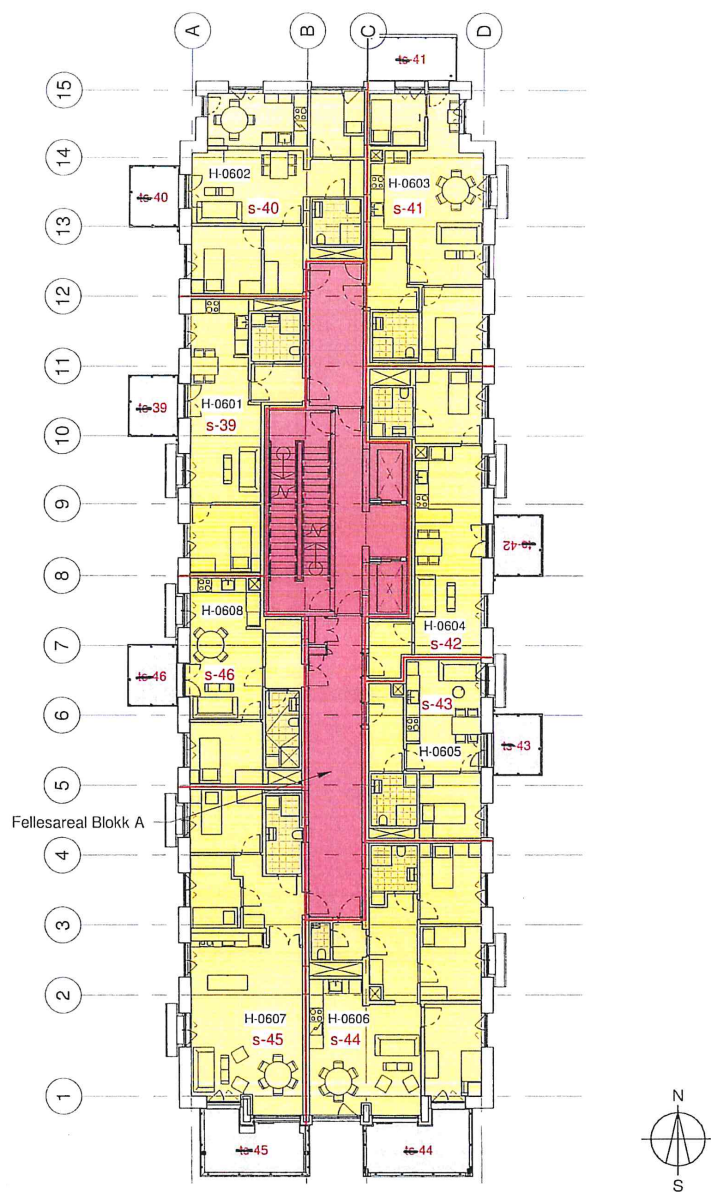 A
B
C
D
ts-41
15
14
H-0602
H-0603
ts-40
s-40
s-41
13
12
11
ts-39
H-0601
s-39
10
9
ts-42
8
H-0608
H-0604
s-42
7
ts-46
s-46
s-43
6
H-0605
ts-43
5
Fellesareal Blokk A
4
3
2
H-0607
H-0606
s-45
s-44
1
ts-45
ts-44
N
S